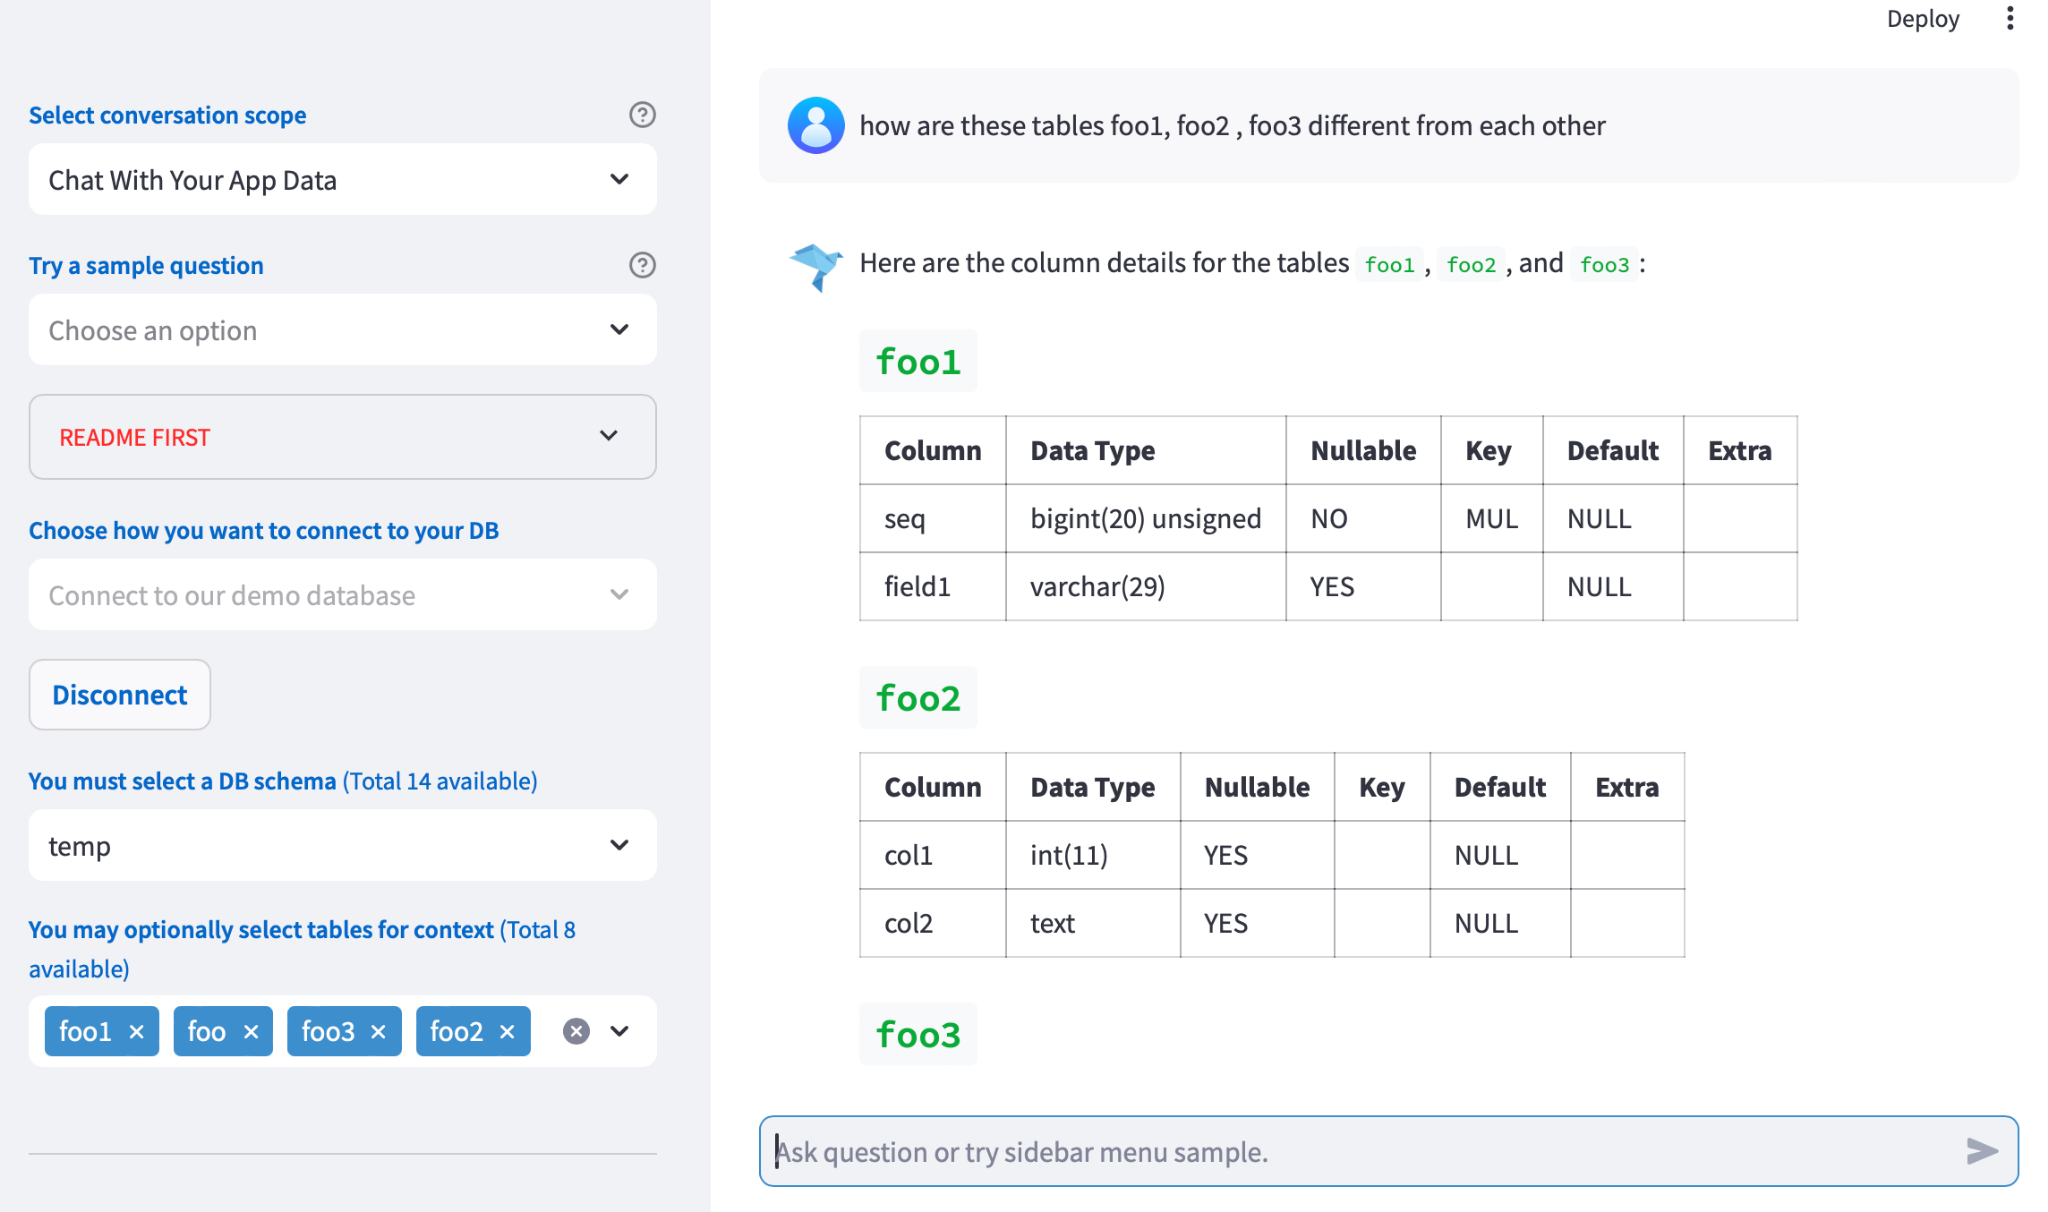 Deploy
Select conversation scope
Chat With Your App Data
Try a sample question
Choose an option
README FIRST
Choose how you want to connect to your DB
Connect to our demo database
Disconnect
You must select a DB schema (Total 14 available)
temp
You may optionally select tables for context (Total 8
available)
foo1 foo foo3 foo2
how are these tables foo1, foo2 , foo3 different from each other
Here are the column details for the tables foo1 , foo2 , and foo3 :
foo1
Column Data Type Nullable Key Default Extra
seq bigint(20) unsigned NO MUL NULL
field1 varchar(29) YES NULL
foo2
Column Data Type Nullable Key Default Extra
col1 int(11) YES NULL
col2 text YES NULL
foo3
Ask question or try sidebar menu sample.